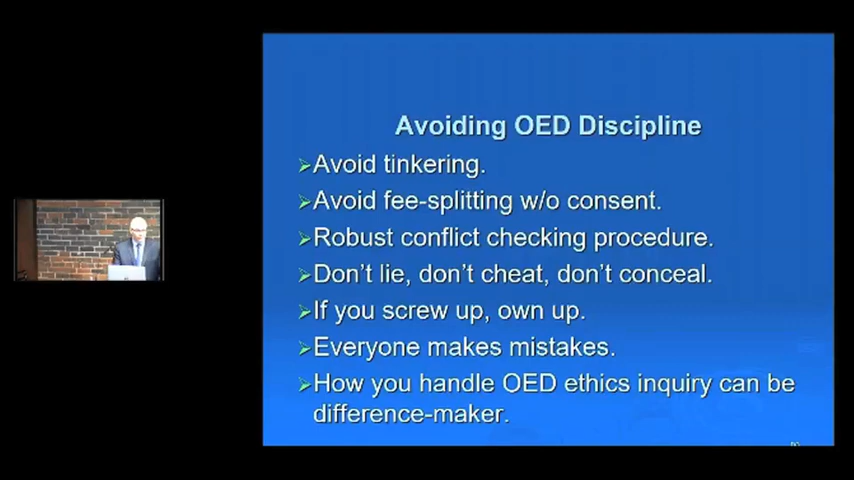 Avoiding OED Discipline
➢Avoid tinkering.
➢Avoid fee-splitting w/o consent.
➢Robust conflict checking procedure.
➢Don't lie, don't cheat, don't conceal.
➢If you screw up, own up.
➢Everyone makes mistakes.
➢How you handle OED ethics inquiry can be
difference-maker.